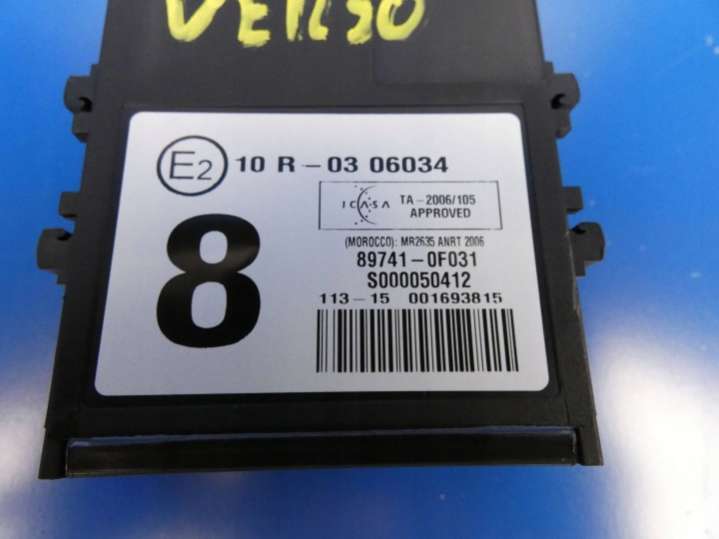 VERSO
E2 10 R-03 06034
ICASA TA-2006/105
APPROVED
(MOROCCO): MR2635 ANRT 2006
8 89741-0F031
S000050412
113-15 001693815